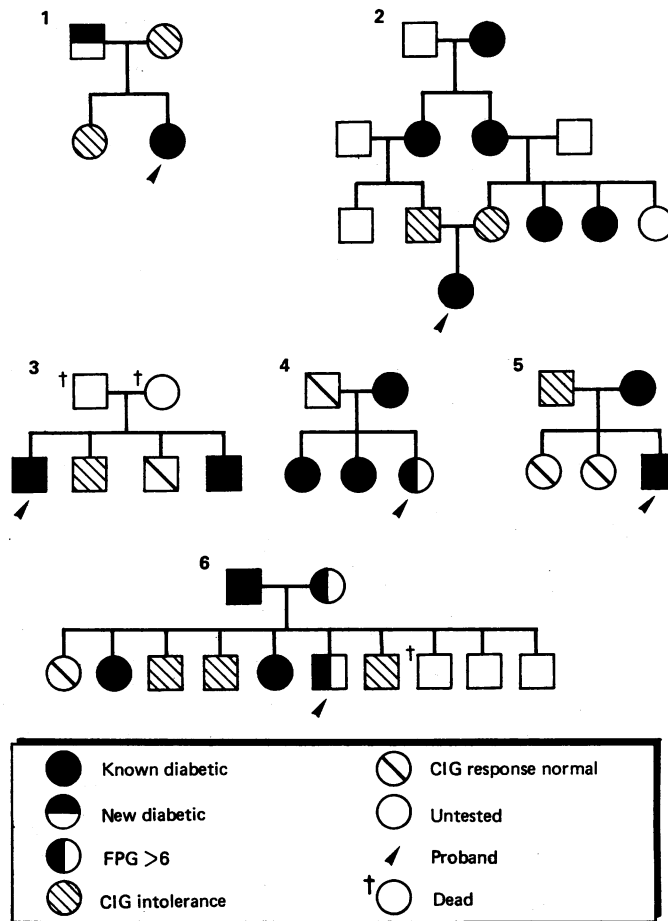 1
2
†
†
3
4
5
6
†
Known diabetic
CIG response normal
New diabetic
Untested
FPG >6
Proband
CIG intolerance
† Dead